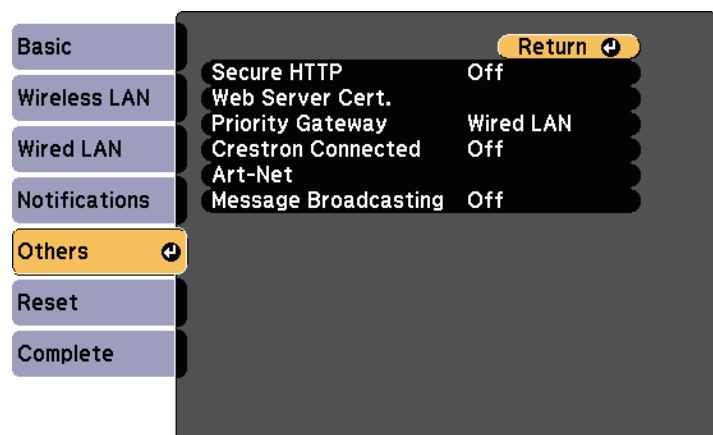 Basic
Wireless LAN
Wired LAN
Notifications
Others
Reset
Complete
Return
Secure HTTP Off
Web Server Cert.
Priority Gateway Wired LAN
Crestron Connected Off
Art-Net
Message Broadcasting Off